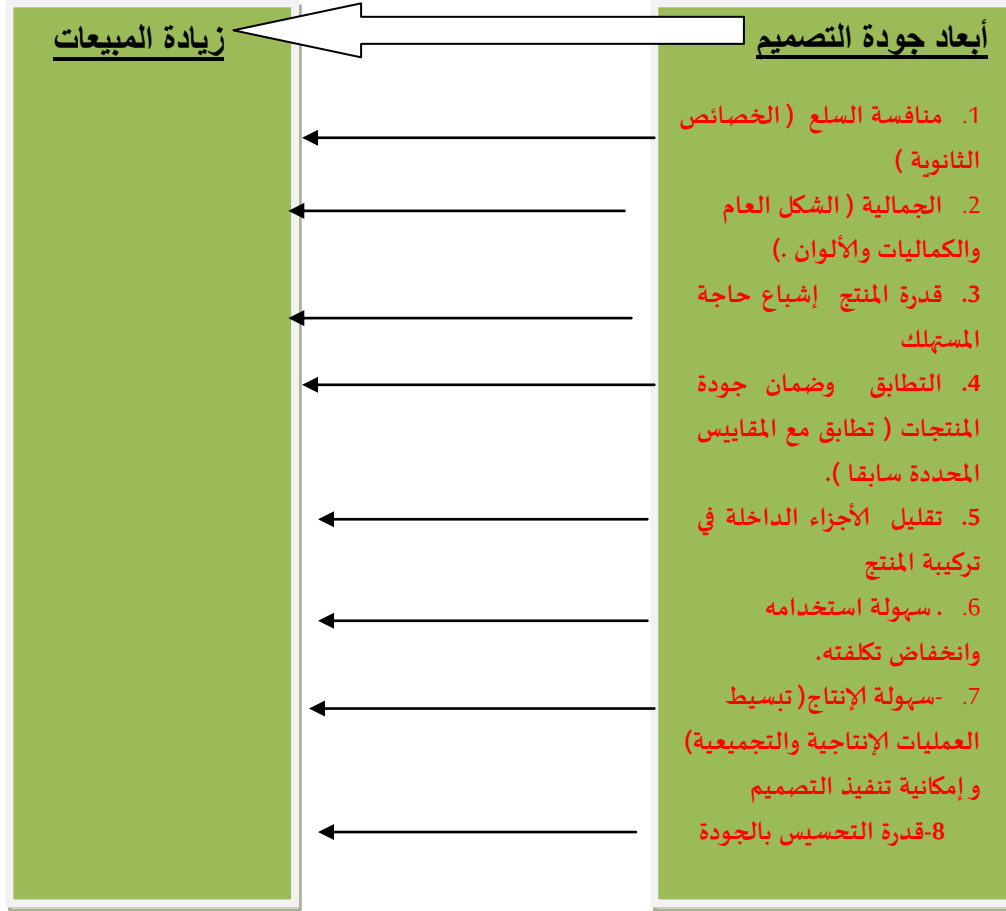 أبعاد جودة التصميم
1. منافسة السلع ( الخصائص
الثانوية )
2. الجمالية ( الشكل العام
والكماليات والألوان .)
3. قدرة المنتج إشباع حاجة
المستهلك
4. التطابق وضمان جودة
المنتجات ( تطابق مع المقاييس
المحددة سابقا ).
5. تقليل الأجزاء الداخلة في
تركيبة المنتج
6. . سهولة استخدامه
وانخفاض تكلفته.
7. -سهولة الإنتاج( تبسيط
العمليات الإنتاجية والتجميعية)
و إمكانية تنفيذ التصميم
8-قدرة التحسيس بالجودة
زيادة المبيعات